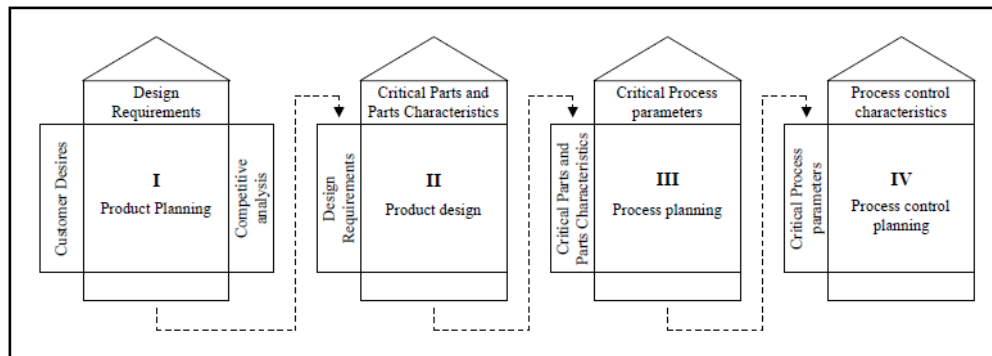 Design
Requirements
Customer Desires
I
Product Planning
Competitive
analysis
Critical Parts and
Parts Characteristics
Design
Requirements
II
Product design
Critical Process
parameters
Critical Parts and
Parts Characteristics
III
Process planning
Process control
characteristics
Critical Process
parameters
IV
Process control
planning